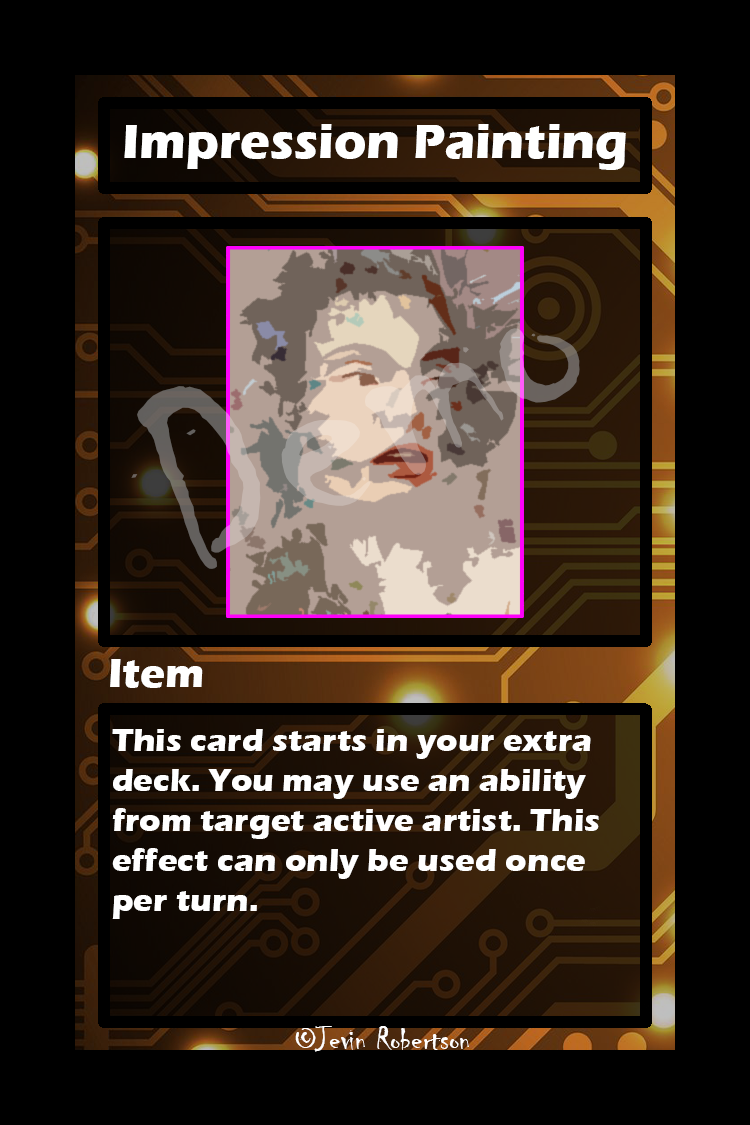 Impression Painting
Demo
Item
This card starts in your extra
deck. You may use an ability
from target active artist. This
effect can only be used once
per turn.
©Jevin Robertson